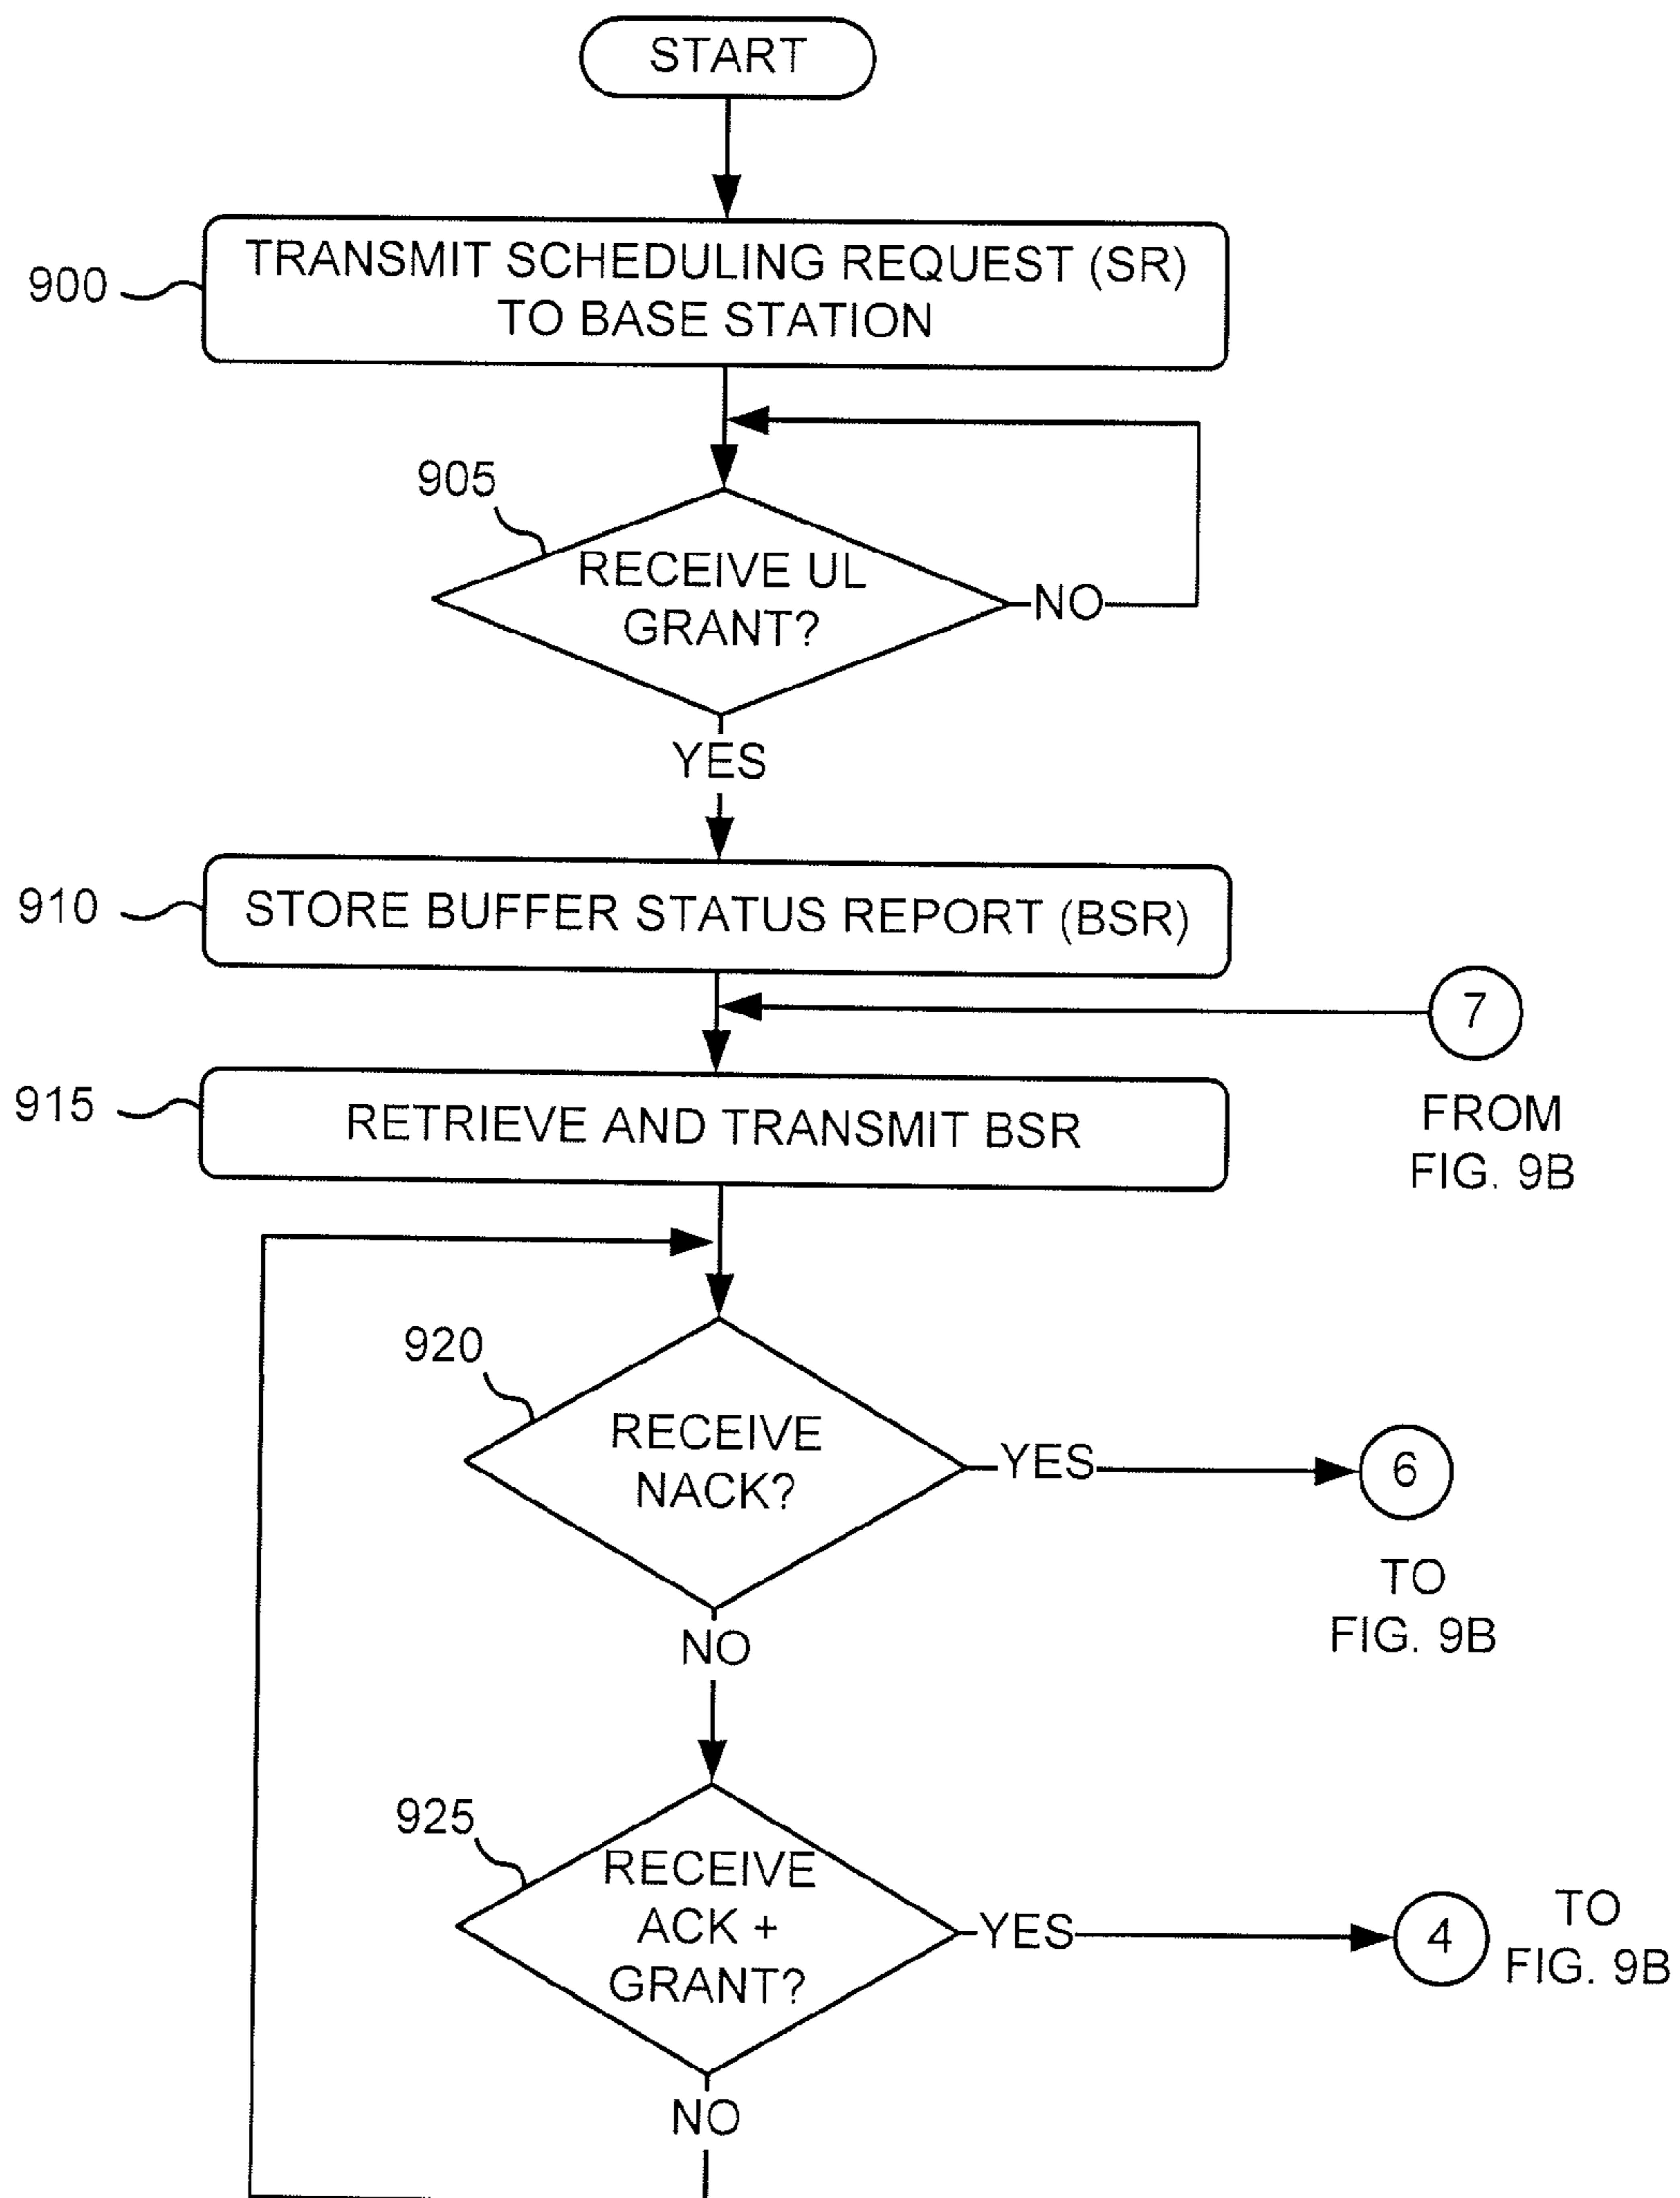 START
900
TRANSMIT SCHEDULING REQUEST (SR)
TO BASE STATION
905
RECEIVE UL
GRANT?
NO
YES
910
STORE BUFFER STATUS REPORT (BSR)
7
FROM
FIG. 9B
915
RETRIEVE AND TRANSMIT BSR
920
RECEIVE
NACK?
YES
6
TO
FIG. 9B
NO
925
RECEIVE
ACK +
GRANT?
YES
4
TO
FIG. 9B
NO